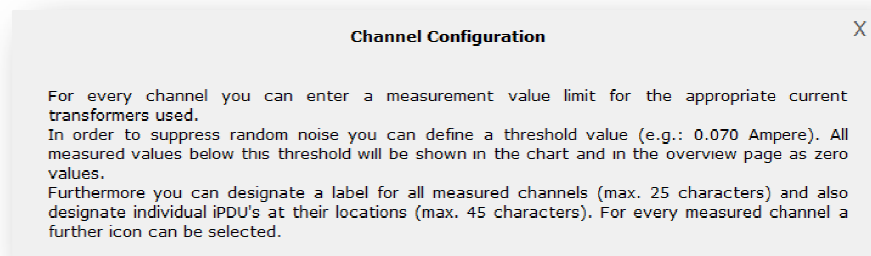 Channel Configuration
X
For every channel you can enter a measurement value limit for the appropriate current
transformers used.
In order to suppress random noise you can define a threshold value (e.g.: 0.070 Ampere). All
measured values below this threshold will be shown in the chart and in the overview page as zero
values.
Furthermore you can designate a label for all measured channels (max. 25 characters) and also
designate individual iPDU's at their locations (max. 45 characters). For every measured channel a
further icon can be selected.